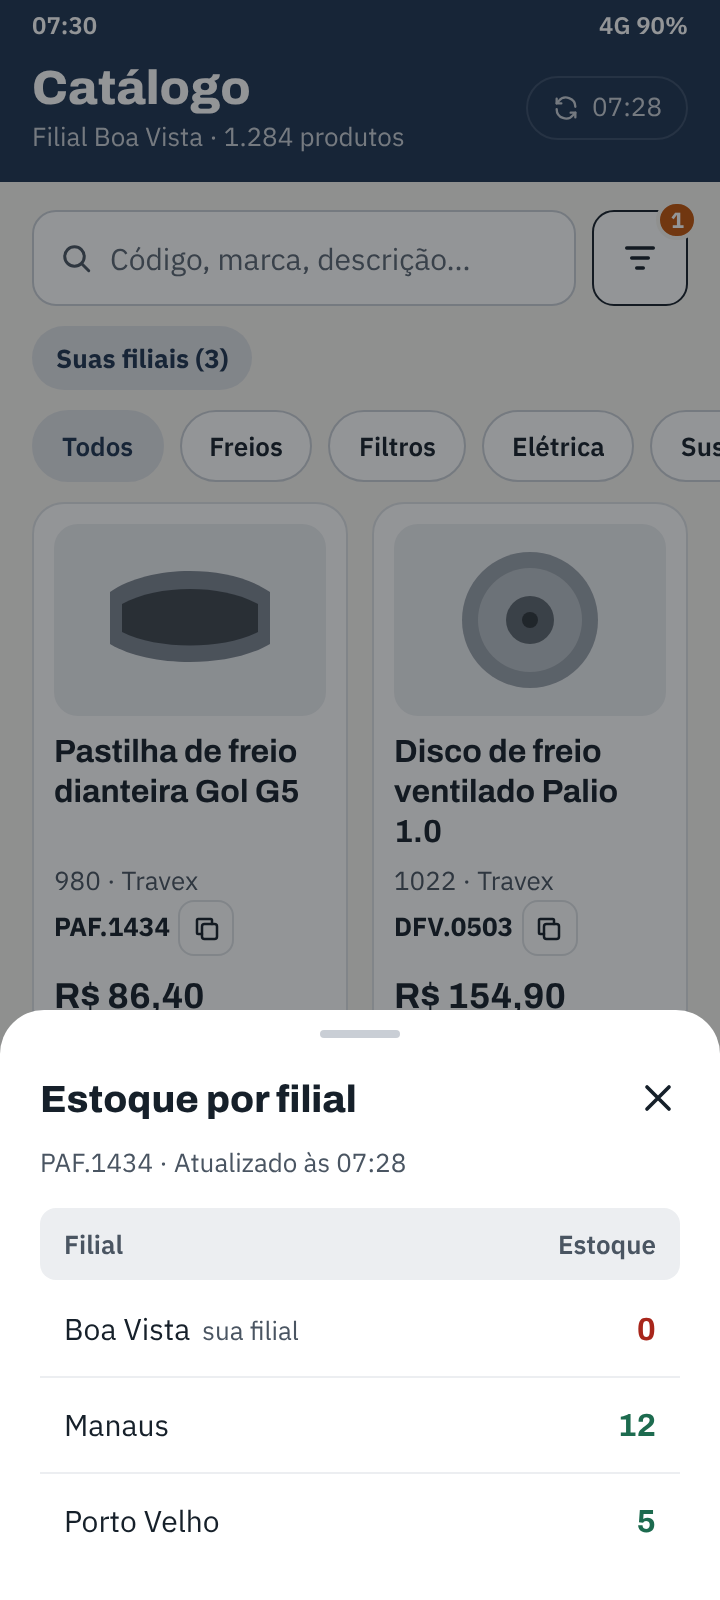 07:30
4G 90%
Catálogo
Filial Boa Vista · 1.284 produtos
07:28
Código, marca, descrição...
1
Suas filiais (3)
Todos
Freios
Filtros
Elétrica
Sus
Pastilha de freio
dianteira Gol G5
980 · Travex
PAF.1434
R$ 86,40
Disco de freio
ventilado Palio
1.0
1022 · Travex
DFV.0503
R$ 154,90
Estoque por filial
PAF.1434 · Atualizado às 07:28
Filial Estoque
Boa Vista sua filial 0
Manaus 12
Porto Velho 5